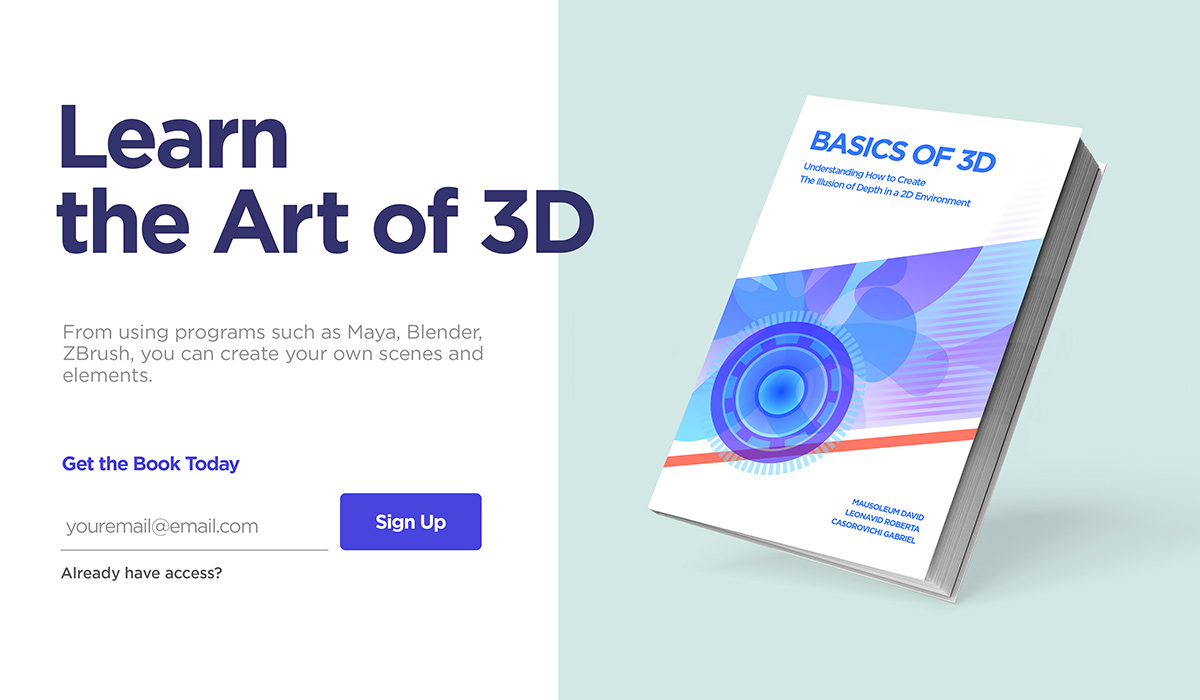 Learn
the Art of 3D
From using programs such as Maya, Blender,
ZBrush, you can create your own scenes and
elements.
Get the Book Today
youremail@email.com
Sign Up
Already have access?
BASICS OF 3D
Understanding How to Create
The Illusion of Depth in a 2D Environment
MAUSOLEUM DAVID
LEONAVID ROBERTA
CASOROVICHI GABRIEL